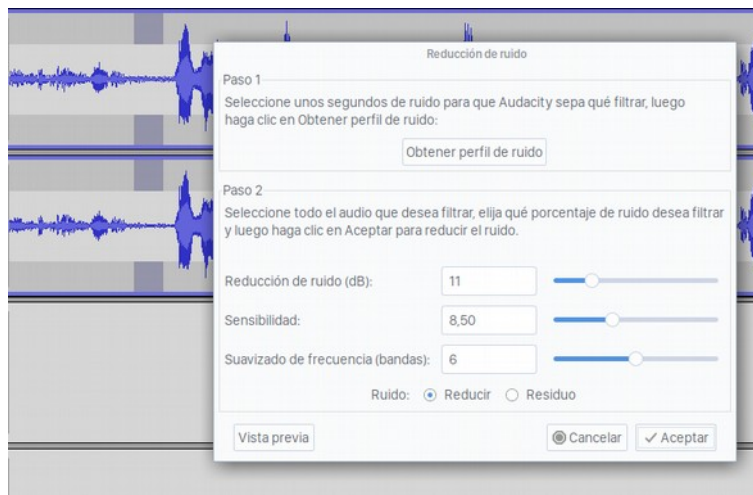 Reducción de ruido
Paso 1
Seleccione unos segundos de ruido para que Audacity sepa qué filtrar, luego
haga clic en Obtener perfil de ruido:
Obtener perfil de ruido
Paso 2
Seleccione todo el audio que desea filtrar, elija qué porcentaje de ruido desea filtrar
y luego haga clic en Aceptar para reducir el ruido.
Reducción de ruido (dB): 11
Sensibilidad: 8,50
Suavizado de frecuencia (bandas): 6
Ruido: Reducir Residuo
Vista previa Cancelar Aceptar